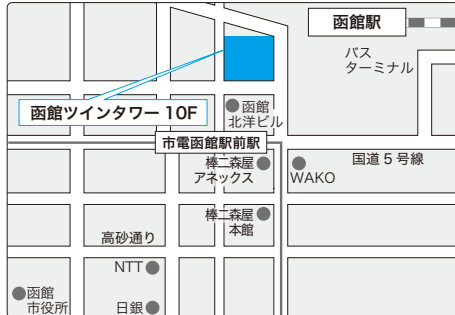 函館駅
バス
ターミナル
函館ツインタワー 10F
函館
北洋ビル
市電函館駅前駅
棒二森屋
アネックス
WAKO
国道5号線
棒二森屋
本館
高砂通り
NTT
函館
市役所
日銀